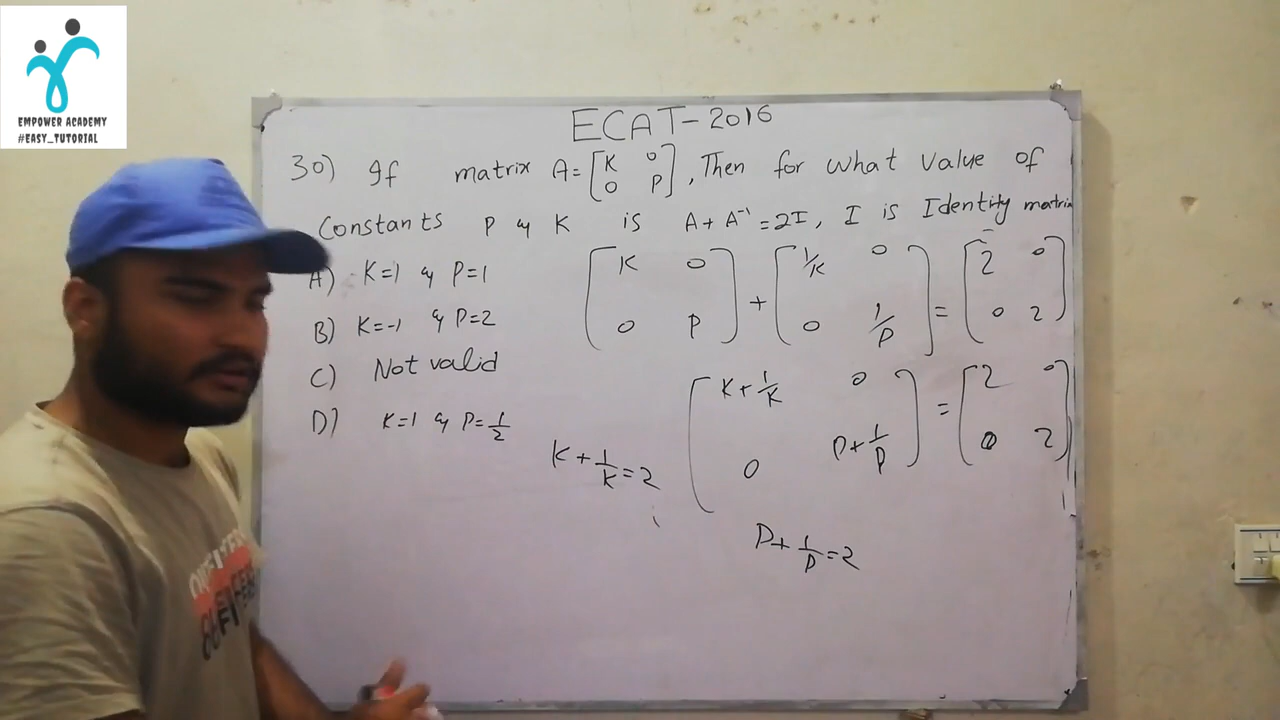 EMPOWER ACADEMY
#EASY_TUTORIAL
ECAT-2016
30) If matrix A = [K 0 0 P], Then for what value of
Constants P & K is A + A⁻¹ = 2I, I is Identity matrix
A) K=1 & P=1
B) K=-1 & P=2
C) Not valid
D) K=1 & P=1/2
[K 0 0 P] + [1/K 0 0 1/P] = [2 0 0 2]
[K+1/K 0 0 P+1/P] = [2 0 0 2]
K+1/K=2
P+1/P=2